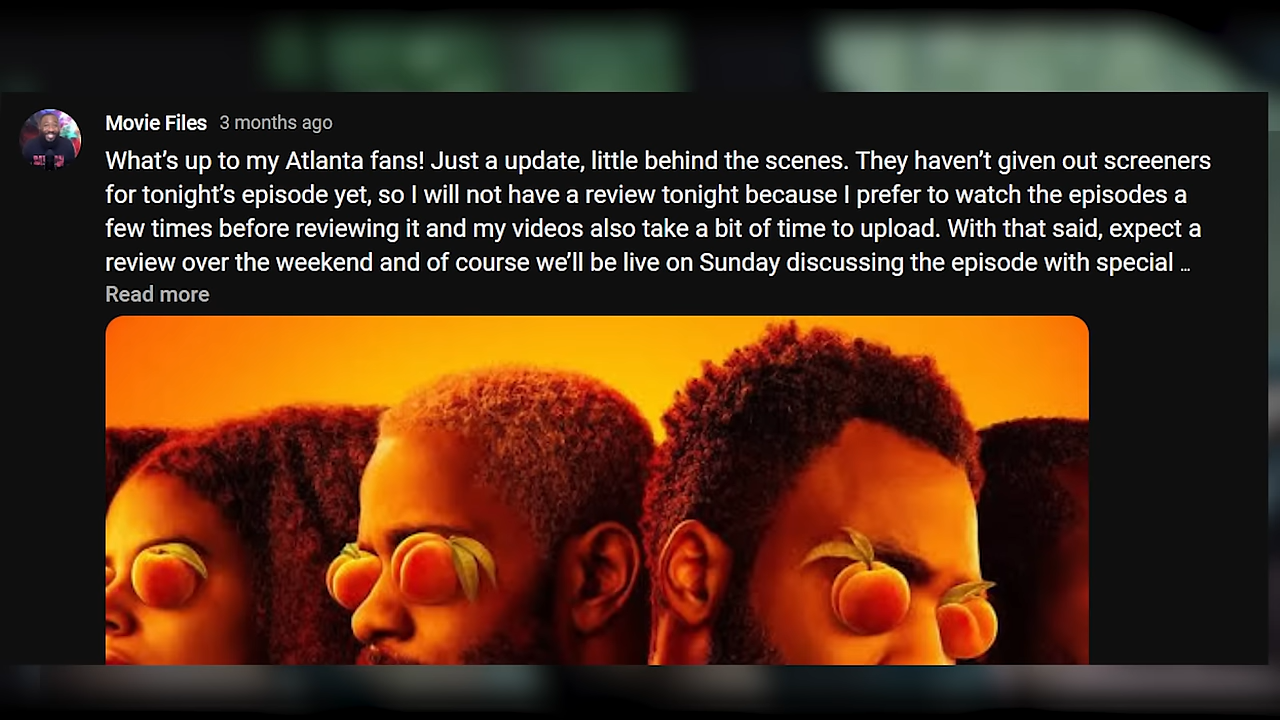 Movie Files 3 months ago
What’s up to my Atlanta fans! Just a update, little behind the scenes. They haven’t given out screeners
for tonight’s episode yet, so I will not have a review tonight because I prefer to watch the episodes a
few times before reviewing it and my videos also take a bit of time to upload. With that said, expect a
review over the weekend and of course we’ll be live on Sunday discussing the episode with special ...
Read more